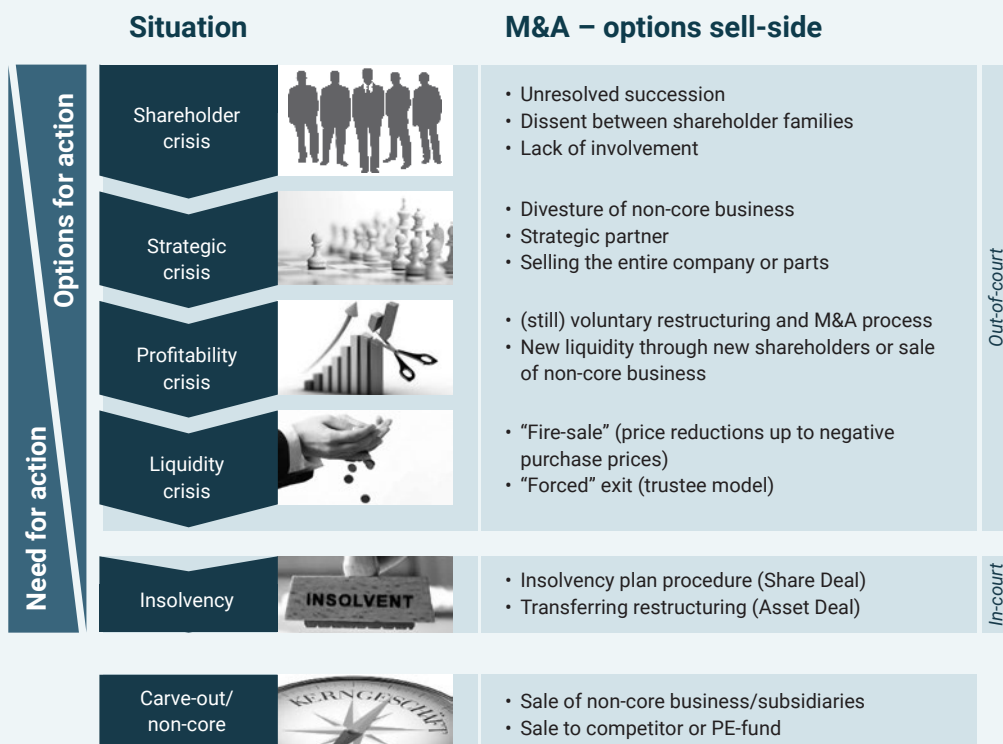 Situation
M&A – options sell-side
Options for action
Need for action
Shareholder
crisis
• Unresolved succession
• Dissent between shareholder families
• Lack of involvement
Strategic
crisis
• Divesture of non-core business
• Strategic partner
• Selling the entire company or parts
Profitability
crisis
• (still) voluntary restructuring and M&A process
• New liquidity through new shareholders or sale
of non-core business
Liquidity
crisis
• “Fire-sale” (price reductions up to negative
purchase prices)
• “Forced” exit (trustee model)
Out-of-court
Insolvency
INSOLVENT
• Insolvency plan procedure (Share Deal)
• Transferring restructuring (Asset Deal)
In-court
Carve-out/
non-core
KERNGESCHÄFT
• Sale of non-core business/subsidiaries
• Sale to competitor or PE-fund